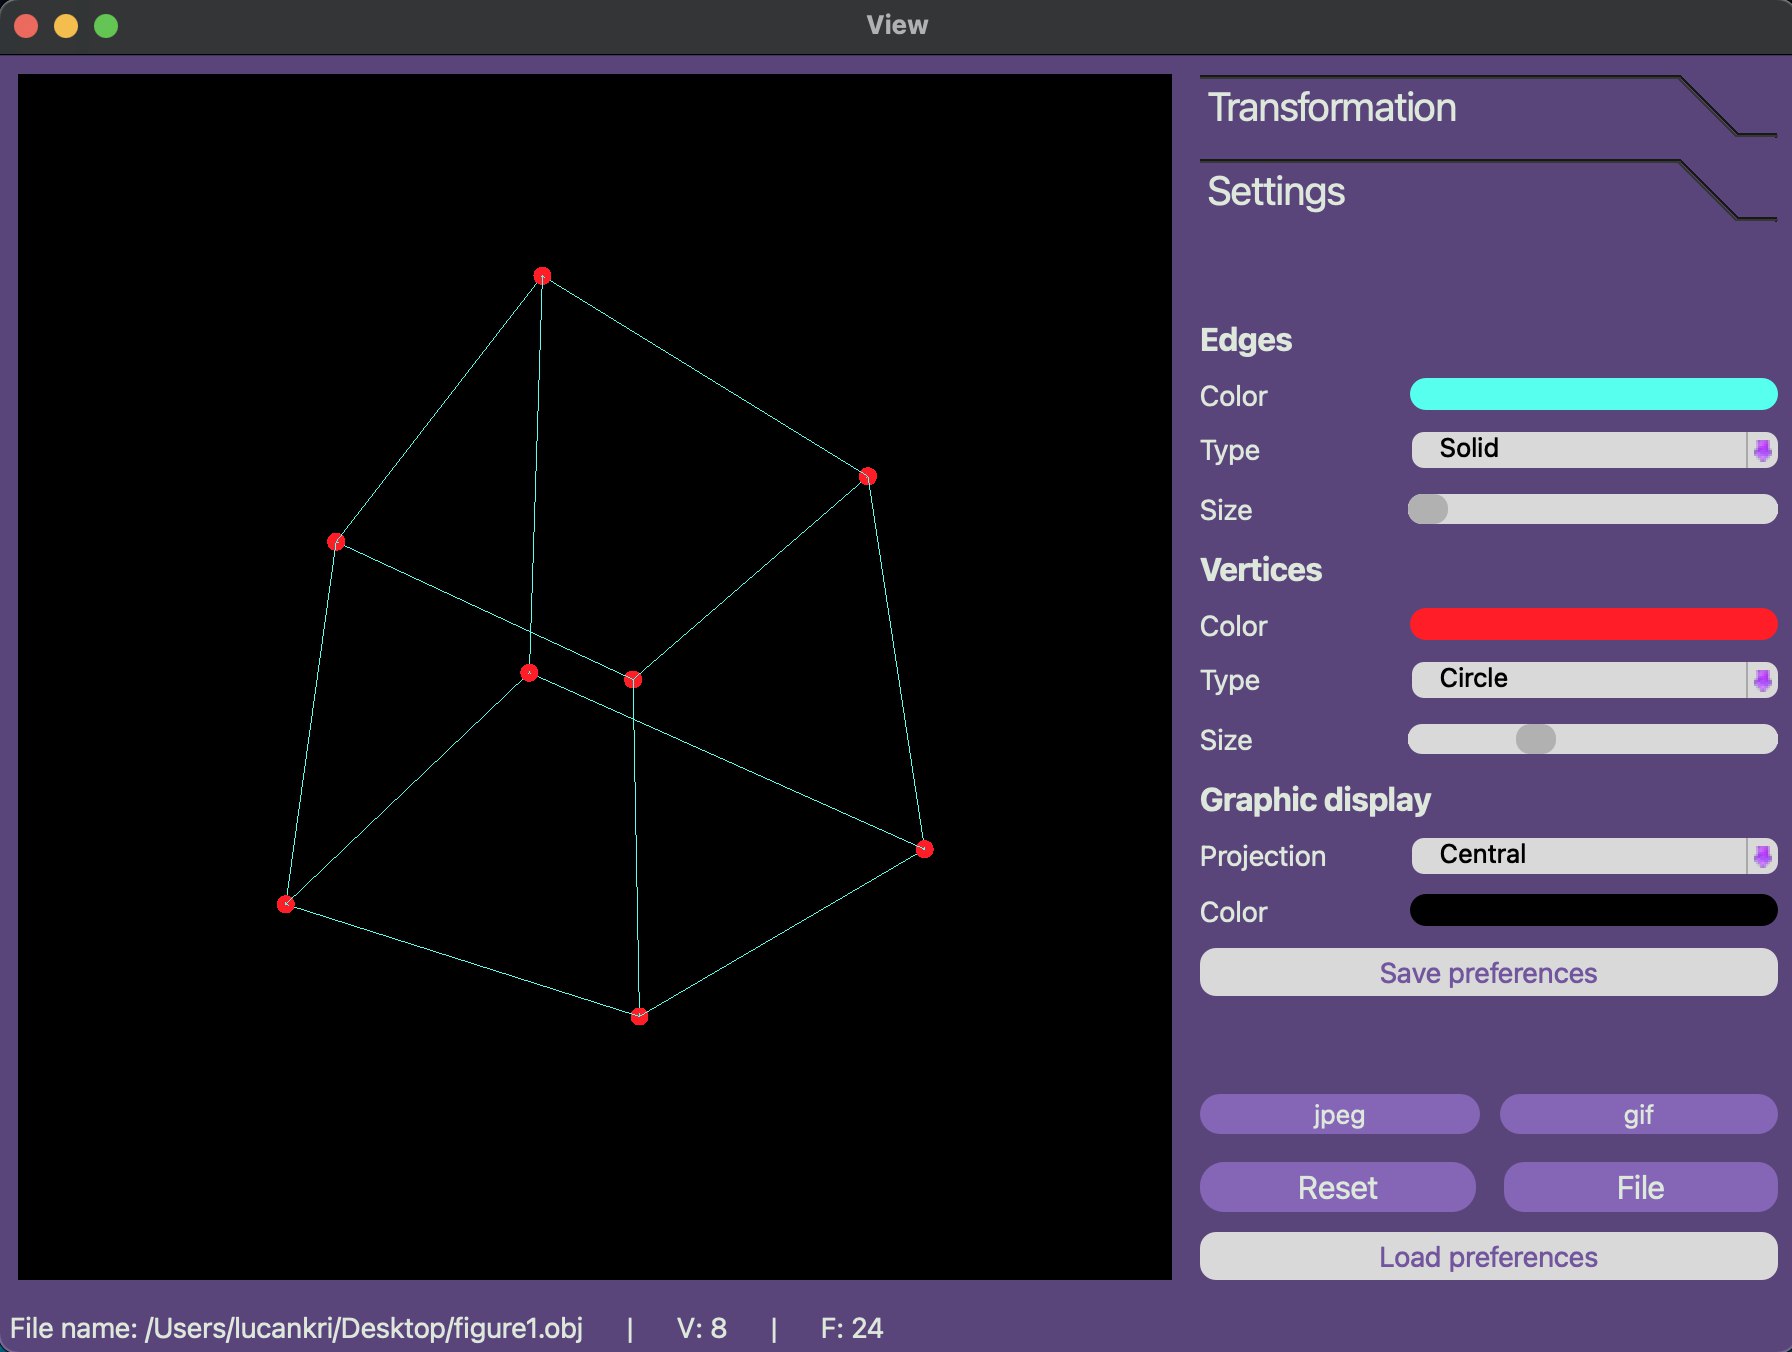 View
Transformation
Settings
Edges
Color
Type Solid
Size
Vertices
Color
Type Circle
Size
Graphic display
Projection Central
Color
Save preferences
jpeg gif
Reset File
Load preferences
File name: /Users/lucankri/Desktop/figure1.obj | V: 8 | F: 24